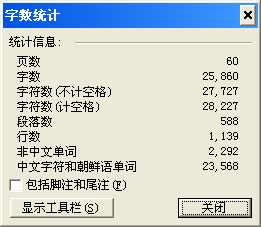 字数统计
统计信息:
页数 60
字数 25,860
字符数(不计空格) 27,727
字符数(计空格) 28,227
段落数 588
行数 1,139
非中文单词 2,292
中文字符和朝鲜语单词 23,568
包括脚注和尾注(F)
显示工具栏(S) 关闭